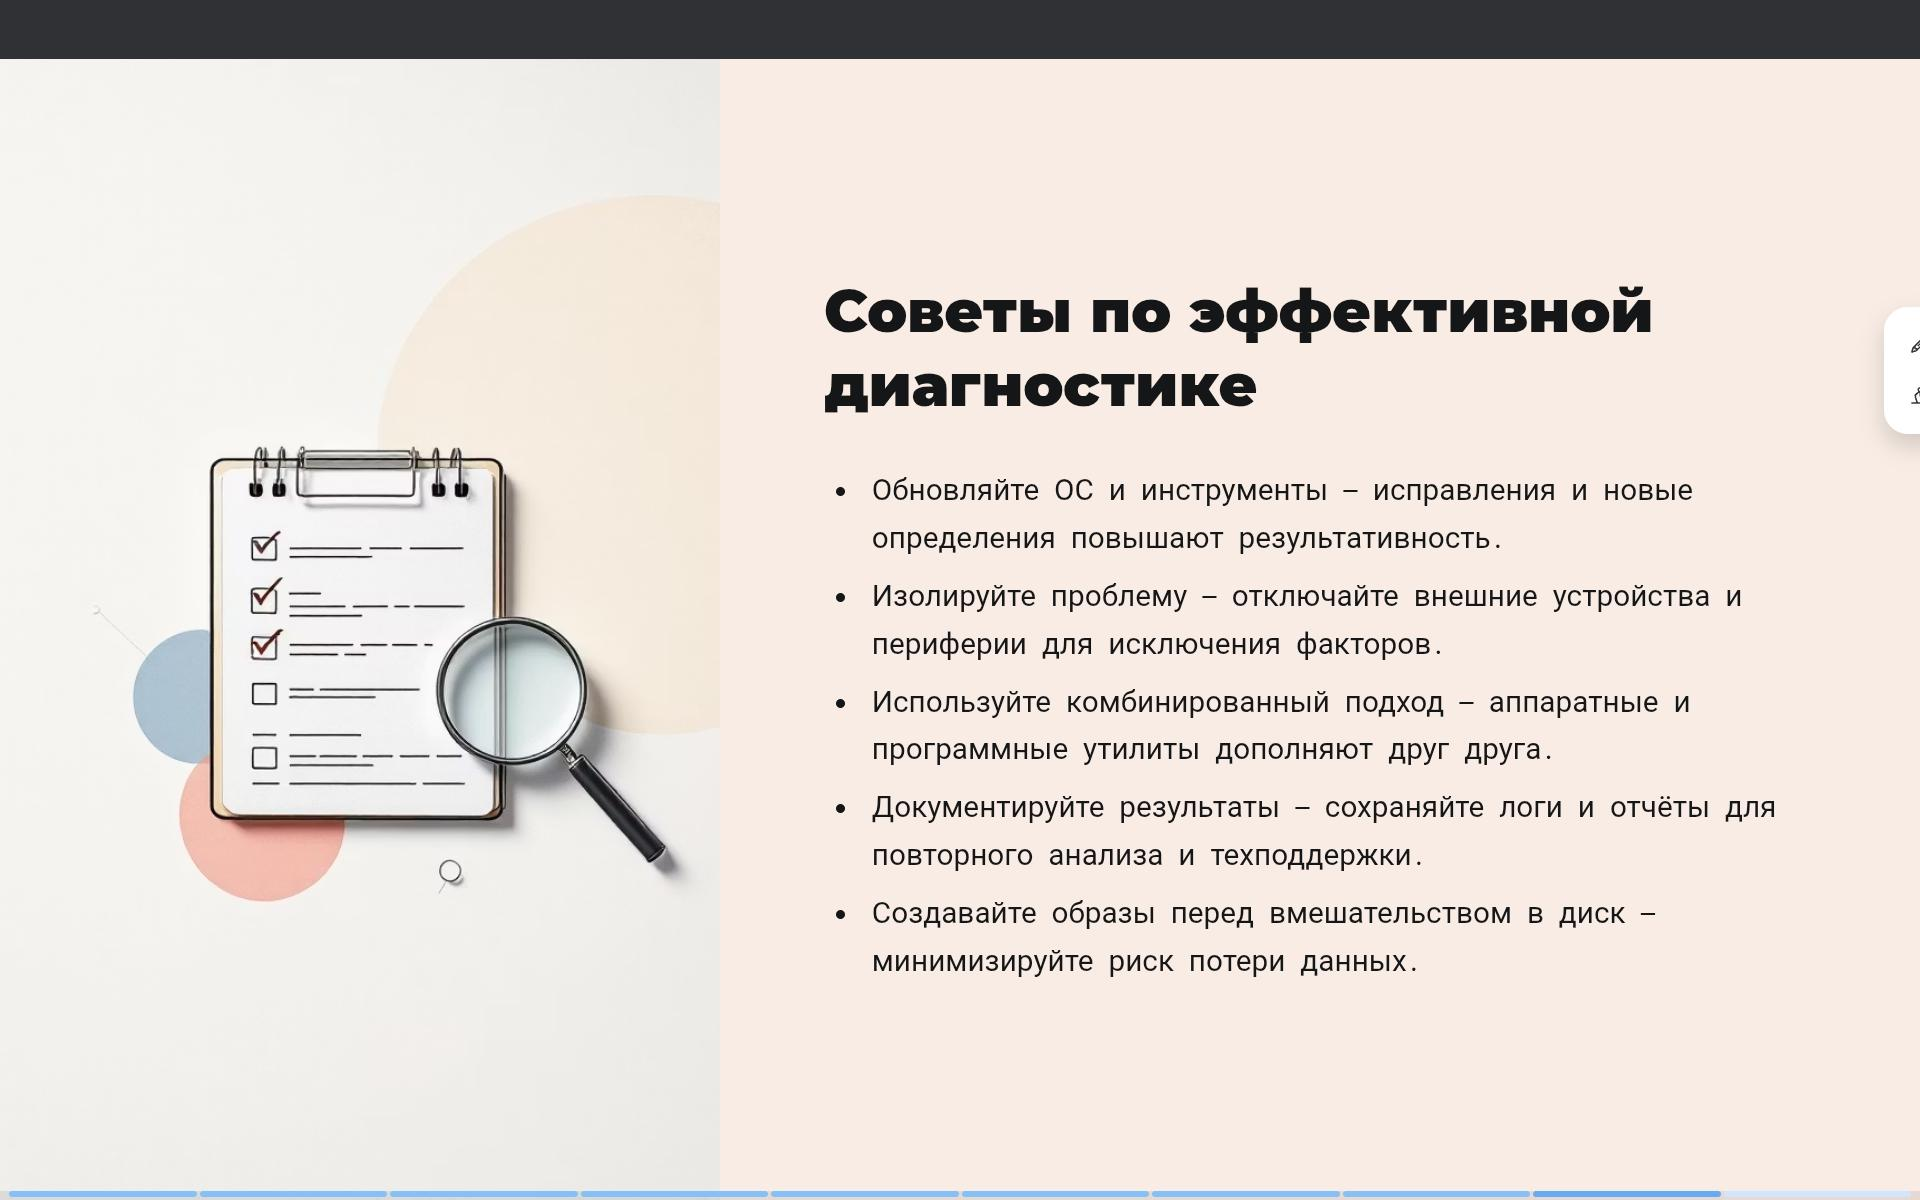 Советы по эффективной
диагностике
• Обновляйте ОС и инструменты – исправления и новые
определения повышают результативность.
• Изолируйте проблему – отключайте внешние устройства и
периферии для исключения факторов.
• Используйте комбинированный подход – аппаратные и
программные утилиты дополняют друг друга.
• Документируйте результаты – сохраняйте логи и отчёты для
повторного анализа и техподдержки.
• Создавайте образы перед вмешательством в диск –
минимизируйте риск потери данных.